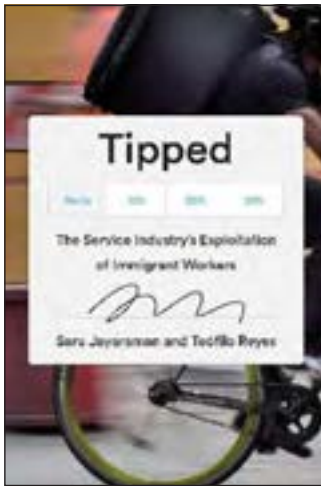 Tipped
The Service Industry's Exploitation
of Immigrant Workers
Saru Jayaraman and Teófilo Reyes